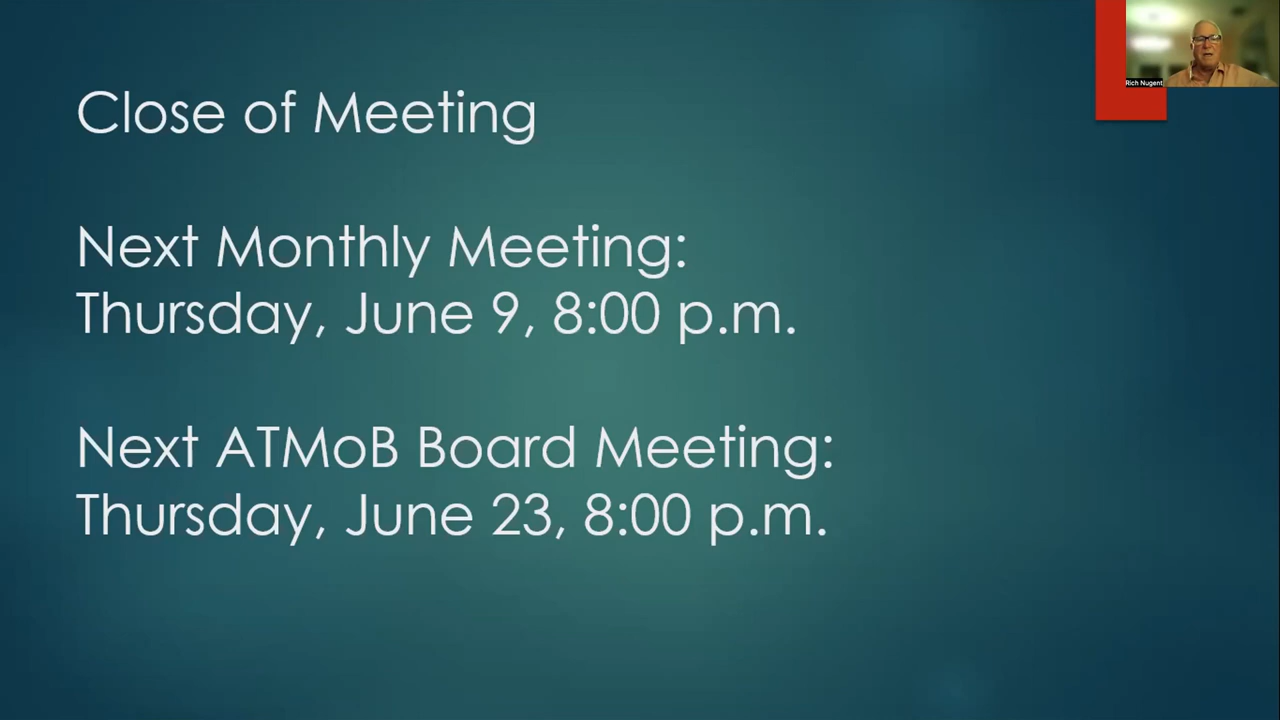 Close of Meeting
Next Monthly Meeting:
Thursday, June 9, 8:00 p.m.
Next ATMoB Board Meeting:
Thursday, June 23, 8:00 p.m.
Rich Nugent